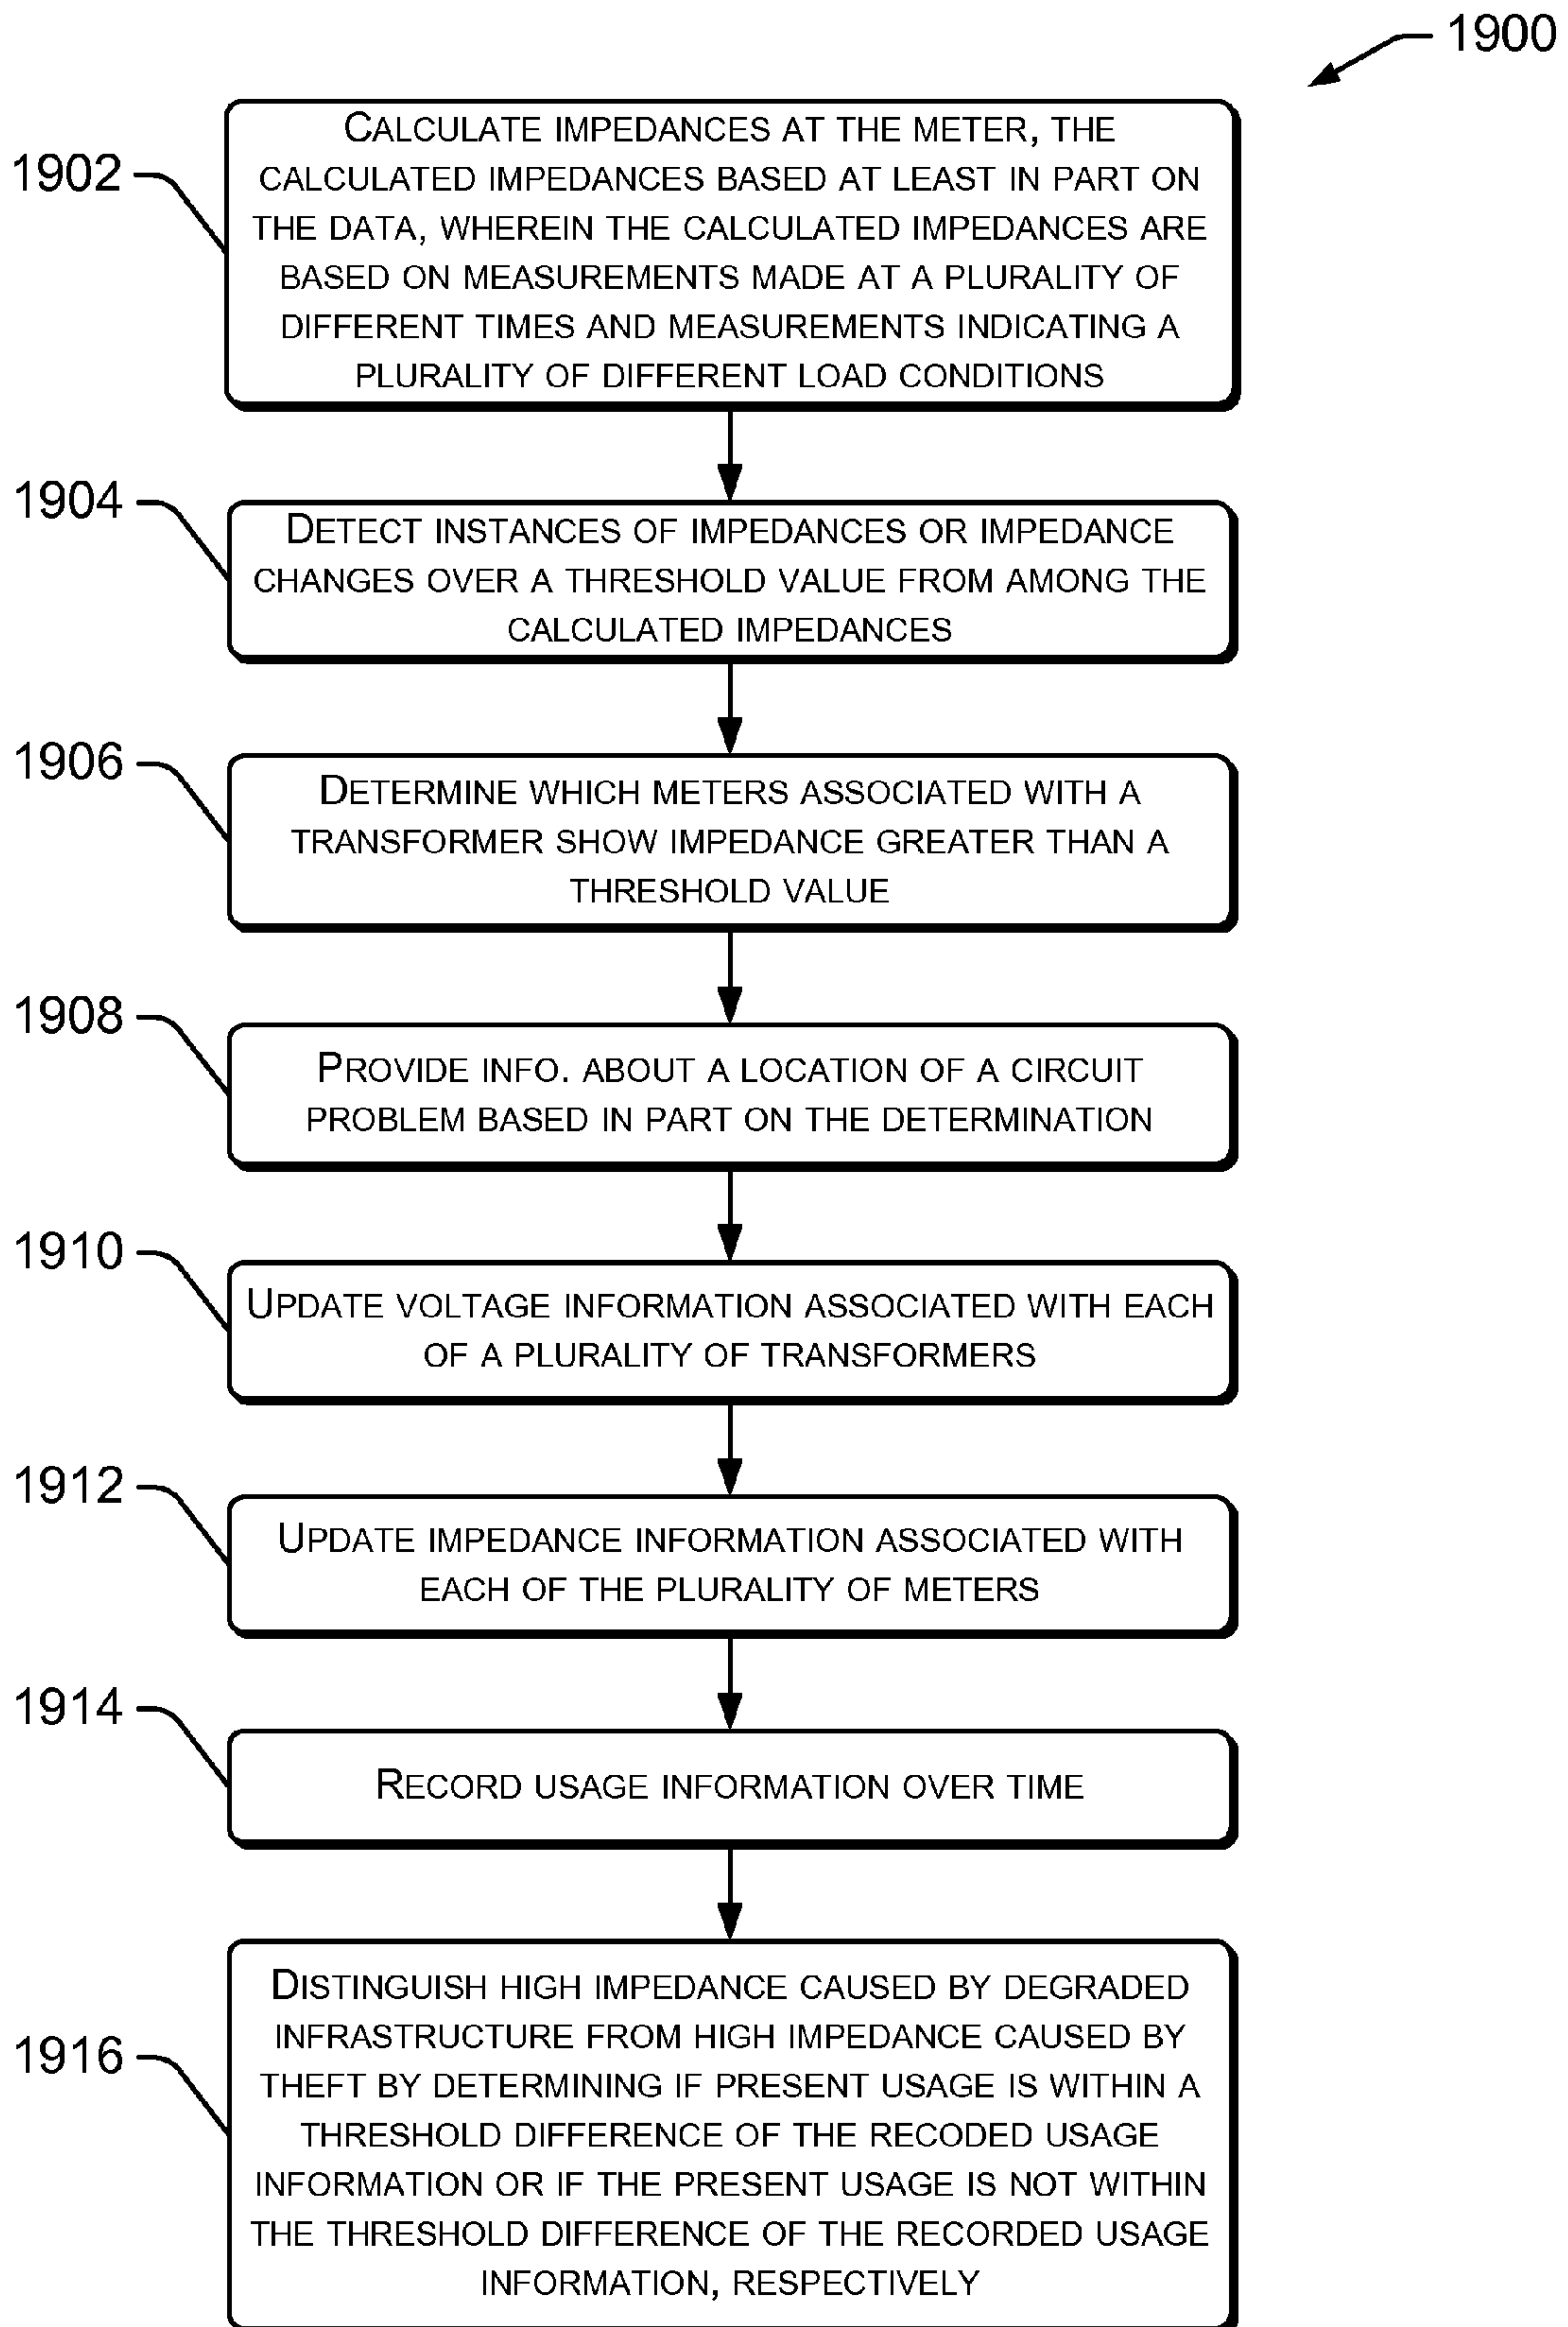 1900
1902
CALCULATE IMPEDANCES AT THE METER, THE
CALCULATED IMPEDANCES BASED AT LEAST IN PART ON
THE DATA, WHEREIN THE CALCULATED IMPEDANCES ARE
BASED ON MEASUREMENTS MADE AT A PLURALITY OF
DIFFERENT TIMES AND MEASUREMENTS INDICATING A
PLURALITY OF DIFFERENT LOAD CONDITIONS
1904
DETECT INSTANCES OF IMPEDANCES OR IMPEDANCE
CHANGES OVER A THRESHOLD VALUE FROM AMONG THE
CALCULATED IMPEDANCES
1906
DETERMINE WHICH METERS ASSOCIATED WITH A
TRANSFORMER SHOW IMPEDANCE GREATER THAN A
THRESHOLD VALUE
1908
PROVIDE INFO. ABOUT A LOCATION OF A CIRCUIT
PROBLEM BASED IN PART ON THE DETERMINATION
1910
UPDATE VOLTAGE INFORMATION ASSOCIATED WITH EACH
OF A PLURALITY OF TRANSFORMERS
1912
UPDATE IMPEDANCE INFORMATION ASSOCIATED WITH
EACH OF THE PLURALITY OF METERS
1914
RECORD USAGE INFORMATION OVER TIME
1916
DISTINGUISH HIGH IMPEDANCE CAUSED BY DEGRADED
INFRASTRUCTURE FROM HIGH IMPEDANCE CAUSED BY
THEFT BY DETERMINING IF PRESENT USAGE IS WITHIN A
THRESHOLD DIFFERENCE OF THE RECODED USAGE
INFORMATION OR IF THE PRESENT USAGE IS NOT WITHIN
THE THRESHOLD DIFFERENCE OF THE RECORDED USAGE
INFORMATION, RESPECTIVELY